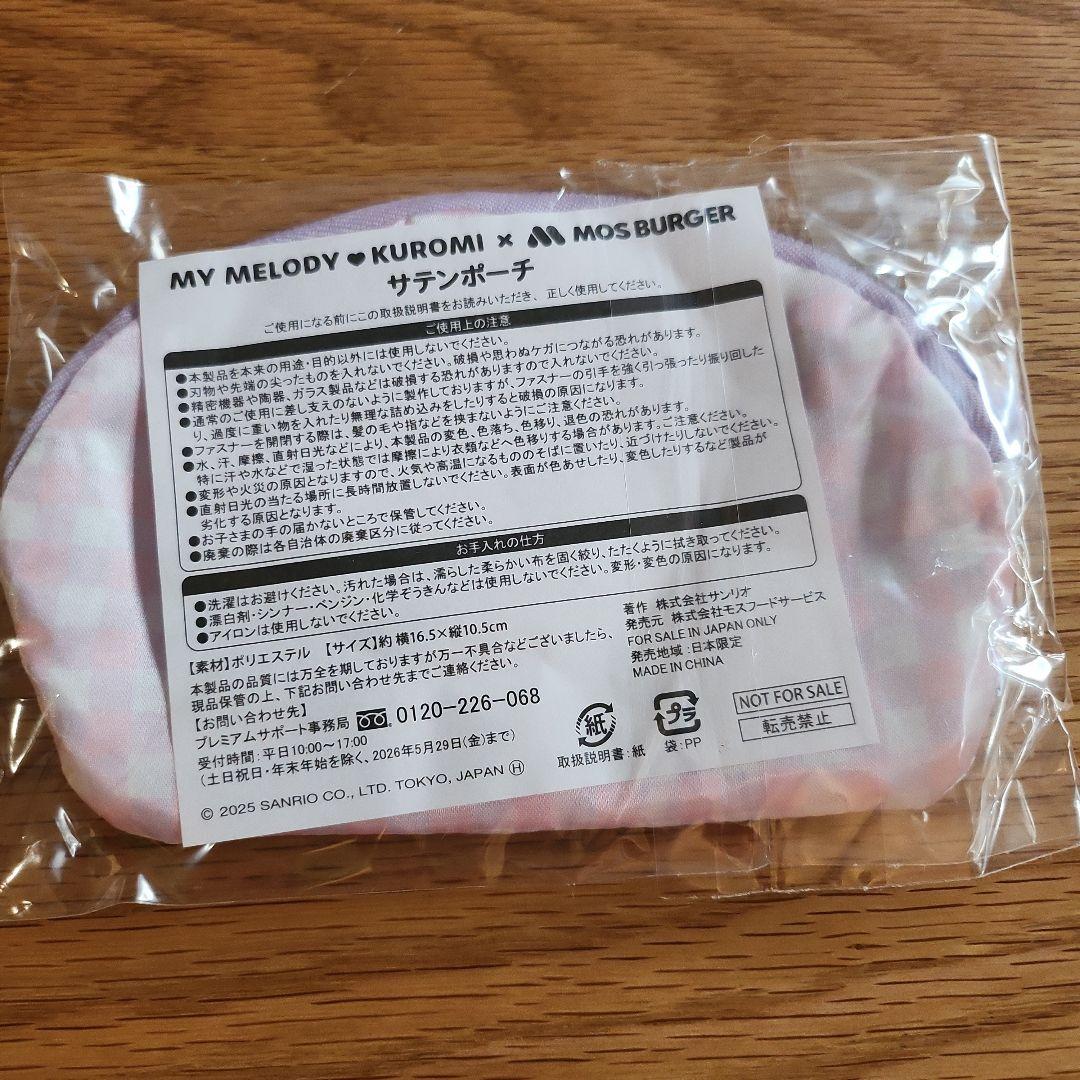 MY MELODY ♥ KUROMI × MOS BURGER
サテンポーチ
ご使用になる前にこの取扱説明書をお読みいただき、正しく使用してください。
ご使用上の注意
●本製品を本来の用途・目的以外には使用しないでください。
●刃物や先端の尖ったものを入れないでください。破損や思わぬケガにつながる恐れがあります。
●精密機器や陶器、ガラス製品などは破損する恐れがありますので入れないでください。
●通常のご使用に差し支えのないように製作しておりますが、ファスナーの引手を強く引っ張ったり振り回した
り、過度に重い物を入れたり無理な詰め込みをしたりすると破損の原因になります。
●ファスナーを開閉する際は、髪の毛や指などを挟まないようにご注意ください。
●水、汗、摩擦、直射日光などにより、本製品の変色、色落ち、色移り、退色の恐れがあります。
特に汗や水などで湿った状態では摩擦により衣類などへ色移りする場合があります。ご注意ください。
●変形や火災の原因となりますので、火気や高温になるもののそばに置いたり、近づけたりしないでください。
●直射日光の当たる場所に長時間放置しないでください。表面が色あせしたり、変色したりするなど製品が
劣化する原因となります。
●お子さまの手の届かないところで保管してください。
●廃棄の際は各自治体の廃棄区分に従ってください。
お手入れの仕方
●洗濯はお避けください。汚れた場合は、濡らした柔らかい布を固く絞り、たたくように拭き取ってください。
●漂白剤・シンナー・ベンジン・化学ぞうきんなどは使用しないでください。変形・変色の原因になります。
●アイロンは使用しないでください。
【素材】ポリエステル 【サイズ】約 横16.5×縦10.5cm
本製品の品質には万全を期しておりますが万一不具合などございましたら、
現品保管の上、下記お問い合わせ先までご連絡ください。
【お問い合わせ先】
プレミアムサポート事務局 0120-226-068
受付時間:平日10:00〜17:00
(土日祝日・年末年始を除く、2026年5月29日(金)まで)
© 2025 SANRIO CO., LTD. TOKYO, JAPAN Ⓗ
著作 株式会社サンリオ
発売元 株式会社モスフードサービス
FOR SALE IN JAPAN ONLY
発売地域:日本限定
MADE IN CHINA
紙
取扱説明書:紙
プラ
袋:PP
NOT FOR SALE
転売禁止